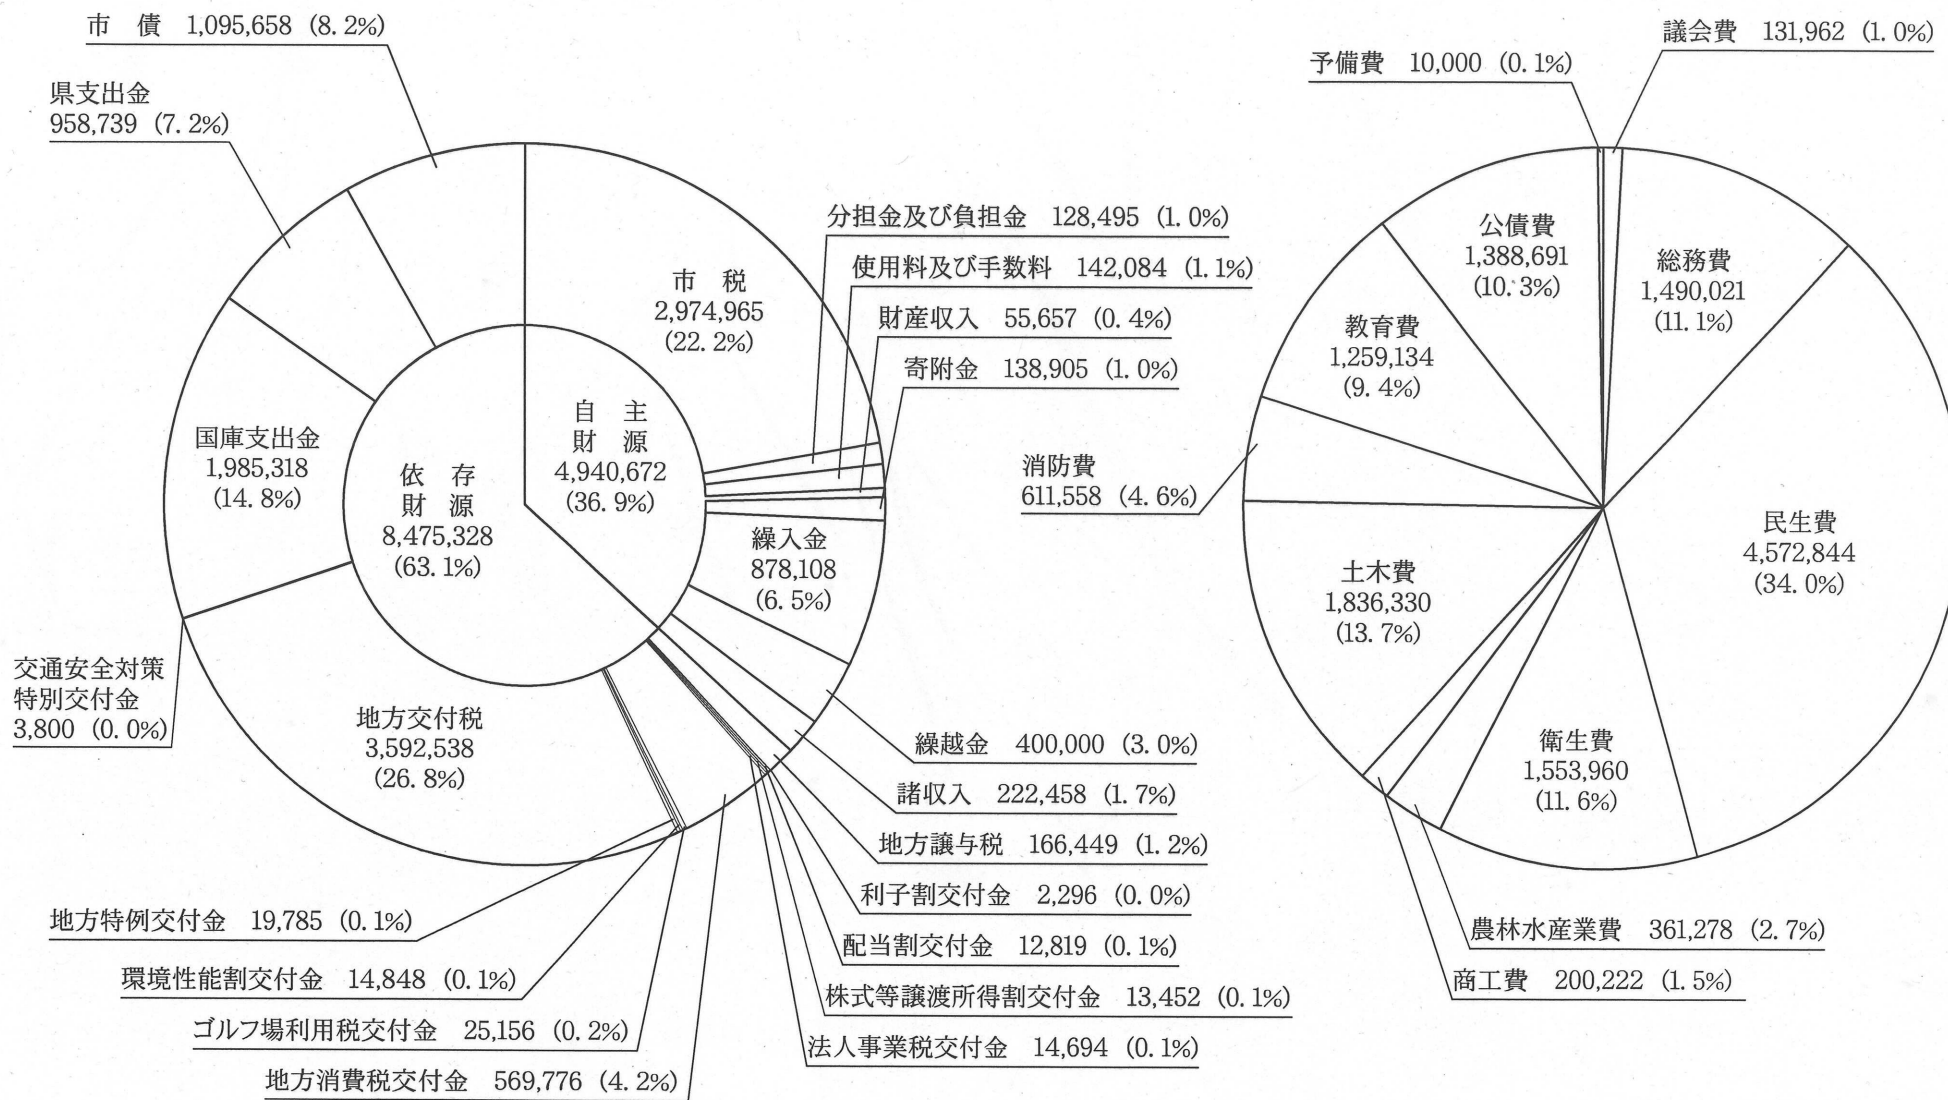 市　債　1,095,658 (8.2%)
県支出金
958,739 (7.2%)
国庫支出金
1,985,318
(14.8%)
交通安全対策
特別交付金
3,800 (0.0%)
地方交付税
3,592,538
(26.8%)
依　存
財　源
8,475,328
(63.1%)
自　主
財　源
4,940,672
(36.9%)
市　税
2,974,965
(22.2%)
分担金及び負担金　128,495 (1.0%)
使用料及び手数料　142,084 (1.1%)
財産収入　55,657 (0.4%)
寄附金　138,905 (1.0%)
繰入金
878,108
(6.5%)
繰越金　400,000 (3.0%)
諸収入　222,458 (1.7%)
地方譲与税　166,449 (1.2%)
利子割交付金　2,296 (0.0%)
配当割交付金　12,819 (0.1%)
株式等譲渡所得割交付金　13,452 (0.1%)
法人事業税交付金　14,694 (0.1%)
地方特例交付金　19,785 (0.1%)
環境性能割交付金　14,848 (0.1%)
ゴルフ場利用税交付金　25,156 (0.2%)
地方消費税交付金　569,776 (4.2%)
予備費　10,000 (0.1%)
議会費　131,962 (1.0%)
公債費
1,388,691
(10.3%)
総務費
1,490,021
(11.1%)
教育費
1,259,134
(9.4%)
消防費
611,558 (4.6%)
民生費
4,572,844
(34.0%)
土木費
1,836,330
(13.7%)
衛生費
1,553,960
(11.6%)
農林水産業費　361,278 (2.7%)
商工費　200,222 (1.5%)